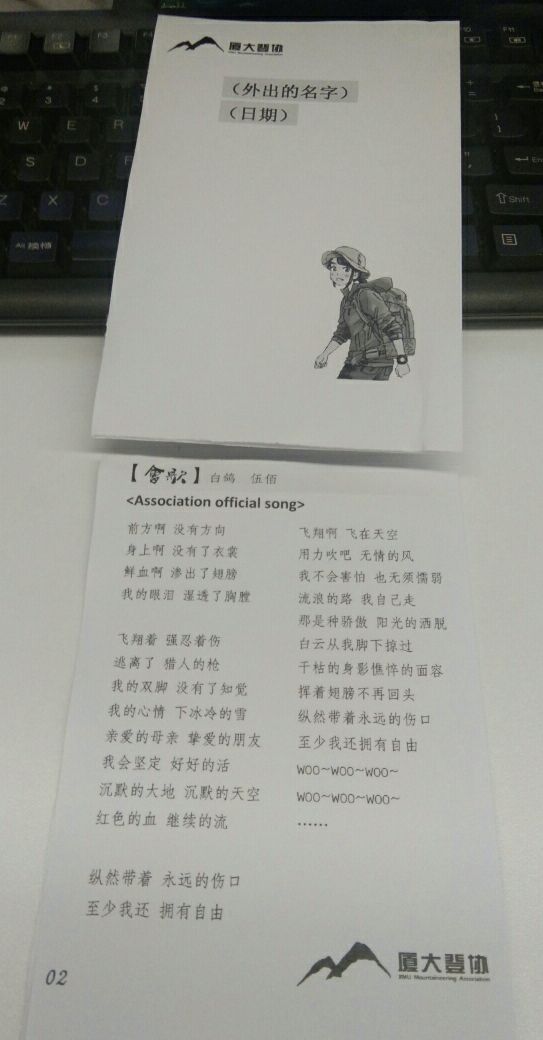 厦大登协
XMU Mountaineering Association
（外出的名字）
（日期）
【會歌】白鸽 伍佰
<Association official song>
前方啊 没有方向
身上啊 没有了衣裳
鲜血啊 渗出了翅膀
我的眼泪 湿透了胸膛
飞翔着 强忍着伤
逃离了 猎人的枪
我的双脚 没有了知觉
我的心情 下冰冷的雪
亲爱的母亲 挚爱的朋友
我会坚定 好好的活
沉默的大地 沉默的天空
红色的血 继续的流
纵然带着 永远的伤口
至少我还 拥有自由
飞翔啊 飞在天空
用力吹吧 无情的风
我不会害怕 也无须懦弱
流浪的路 我自己走
那是种骄傲 阳光的洒脱
白云从我脚下掠过
干枯的身影憔悴的面容
挥着翅膀不再回头
纵然带着永远的伤口
至少我还拥有自由
WOO~WOO~WOO~
WOO~WOO~WOO~
......
02
厦大登协
XMU Mountaineering Association
W
E
R
S
D
Z
X
C
Alt
F10
F11
Enter
Shift